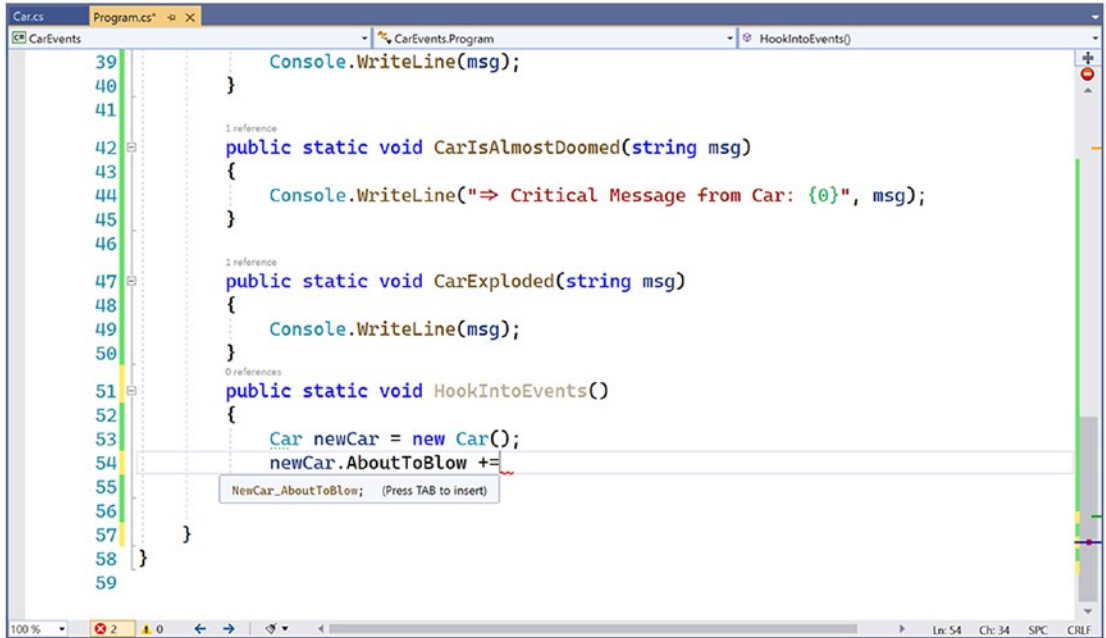 Car.cs Program.cs*
CarEvents CarEvents.Program HookIntoEvents()
39 Console.WriteLine(msg);
40 }
41
1 reference
42 public static void CarIsAlmostDoomed(string msg)
43 {
44 Console.WriteLine("=> Critical Message from Car: {0}", msg);
45 }
46
1 reference
47 public static void CarExploded(string msg)
48 {
49 Console.WriteLine(msg);
50 }
0 references
51 public static void HookIntoEvents()
52 {
53 Car newCar = new Car();
54 newCar.AboutToBlow +=
55 NewCar_AboutToBlow; (Press TAB to insert)
56
57 }
58 }
59
100 % 2 0 Ln: 54 Ch: 34 SPC CRLF